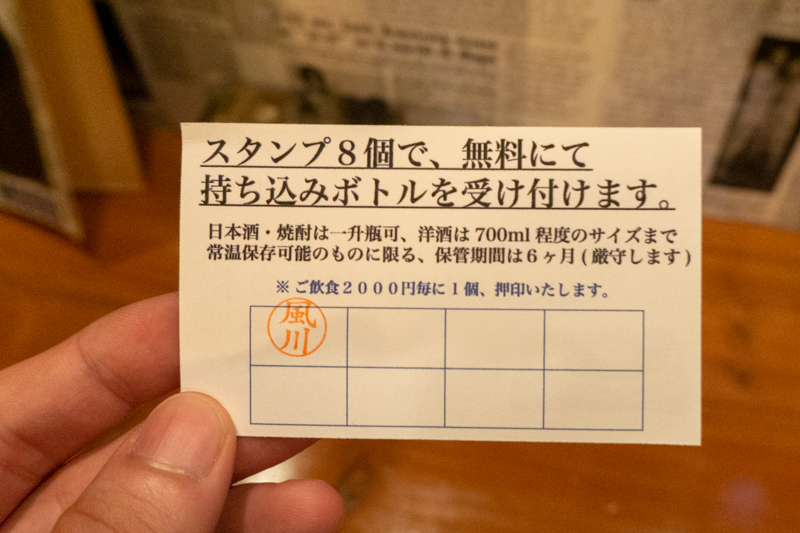 スタンプ８個で、無料にて
持ち込みボトルを受け付けます。
日本酒・焼酎は一升瓶可、洋酒は700ml 程度のサイズまで
常温保存可能のものに限る、保管期間は６ヶ月 ( 厳守します )
※ ご飲食２０００円毎に１個、押印いたします。
風川